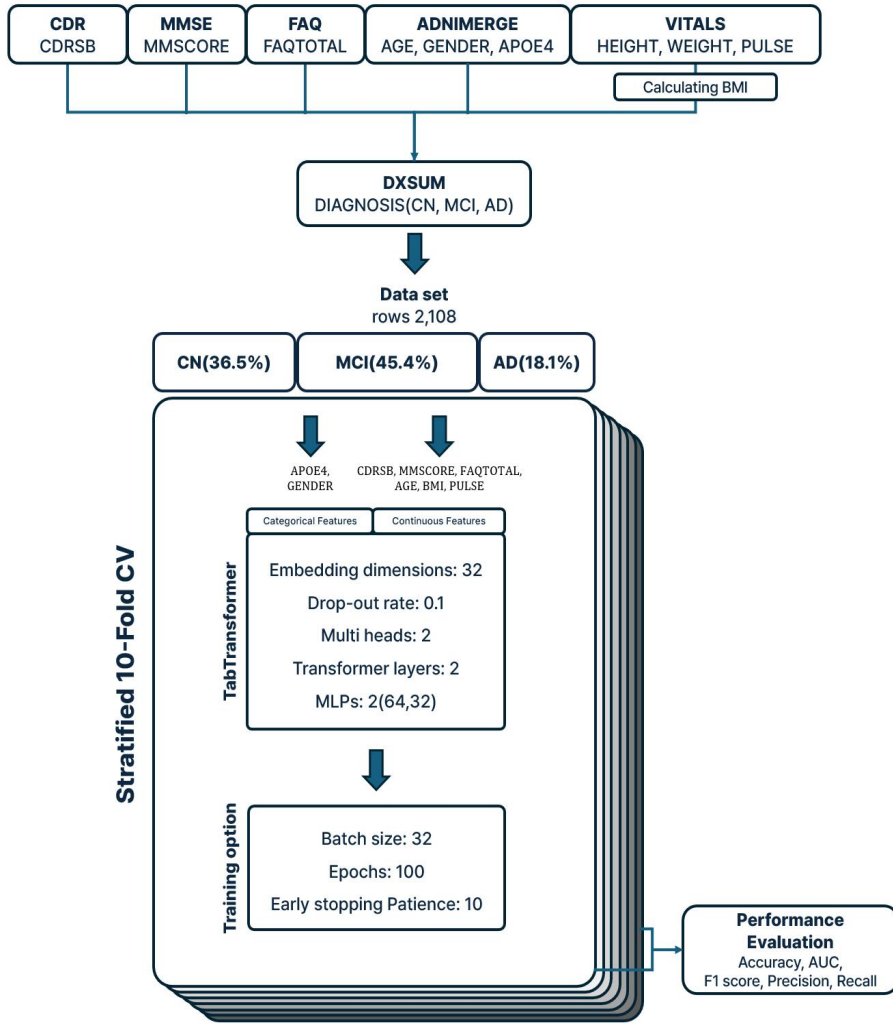 CDR
CDRSB
MMSE
MMSCORE
FAQ
FAQTOTAL
ADNIMERGE
AGE, GENDER, APOE4
VITALS
HEIGHT, WEIGHT, PULSE
Calculating BMI
DXSUM
DIAGNOSIS(CN, MCI, AD)
Data set
rows 2,108
CN(36.5%)
MCI(45.4%)
AD(18.1%)
Stratified 10-Fold CV
APOE4,
GENDER
CDRSB, MMSCORE, FAQTOTAL,
AGE, BMI, PULSE
Categorical Features
Continuous Features
TabTransformer
Embedding dimensions: 32
Drop-out rate: 0.1
Multi heads: 2
Transformer layers: 2
MLPs: 2(64,32)
Training option
Batch size: 32
Epochs: 100
Early stopping Patience: 10
Performance
Evaluation
Accuracy, AUC,
F1 score, Precision, Recall